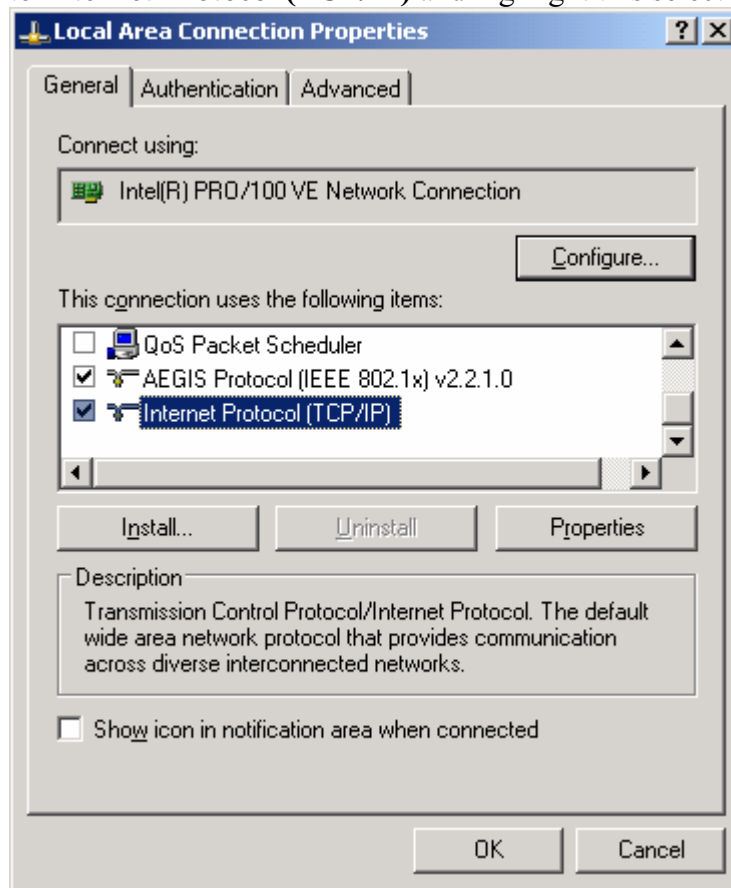 Local Area Connection Properties
General Authentication Advanced
Connect using:
Intel(R) PRO/100 VE Network Connection
Configure...
This connection uses the following items:
QoS Packet Scheduler
AEGIS Protocol (IEEE 802.1x) v2.2.1.0
Internet Protocol (TCP/IP)
Install... Uninstall Properties
Description
Transmission Control Protocol/Internet Protocol. The default
wide area network protocol that provides communication
across diverse interconnected networks.
Show icon in notification area when connected
OK Cancel